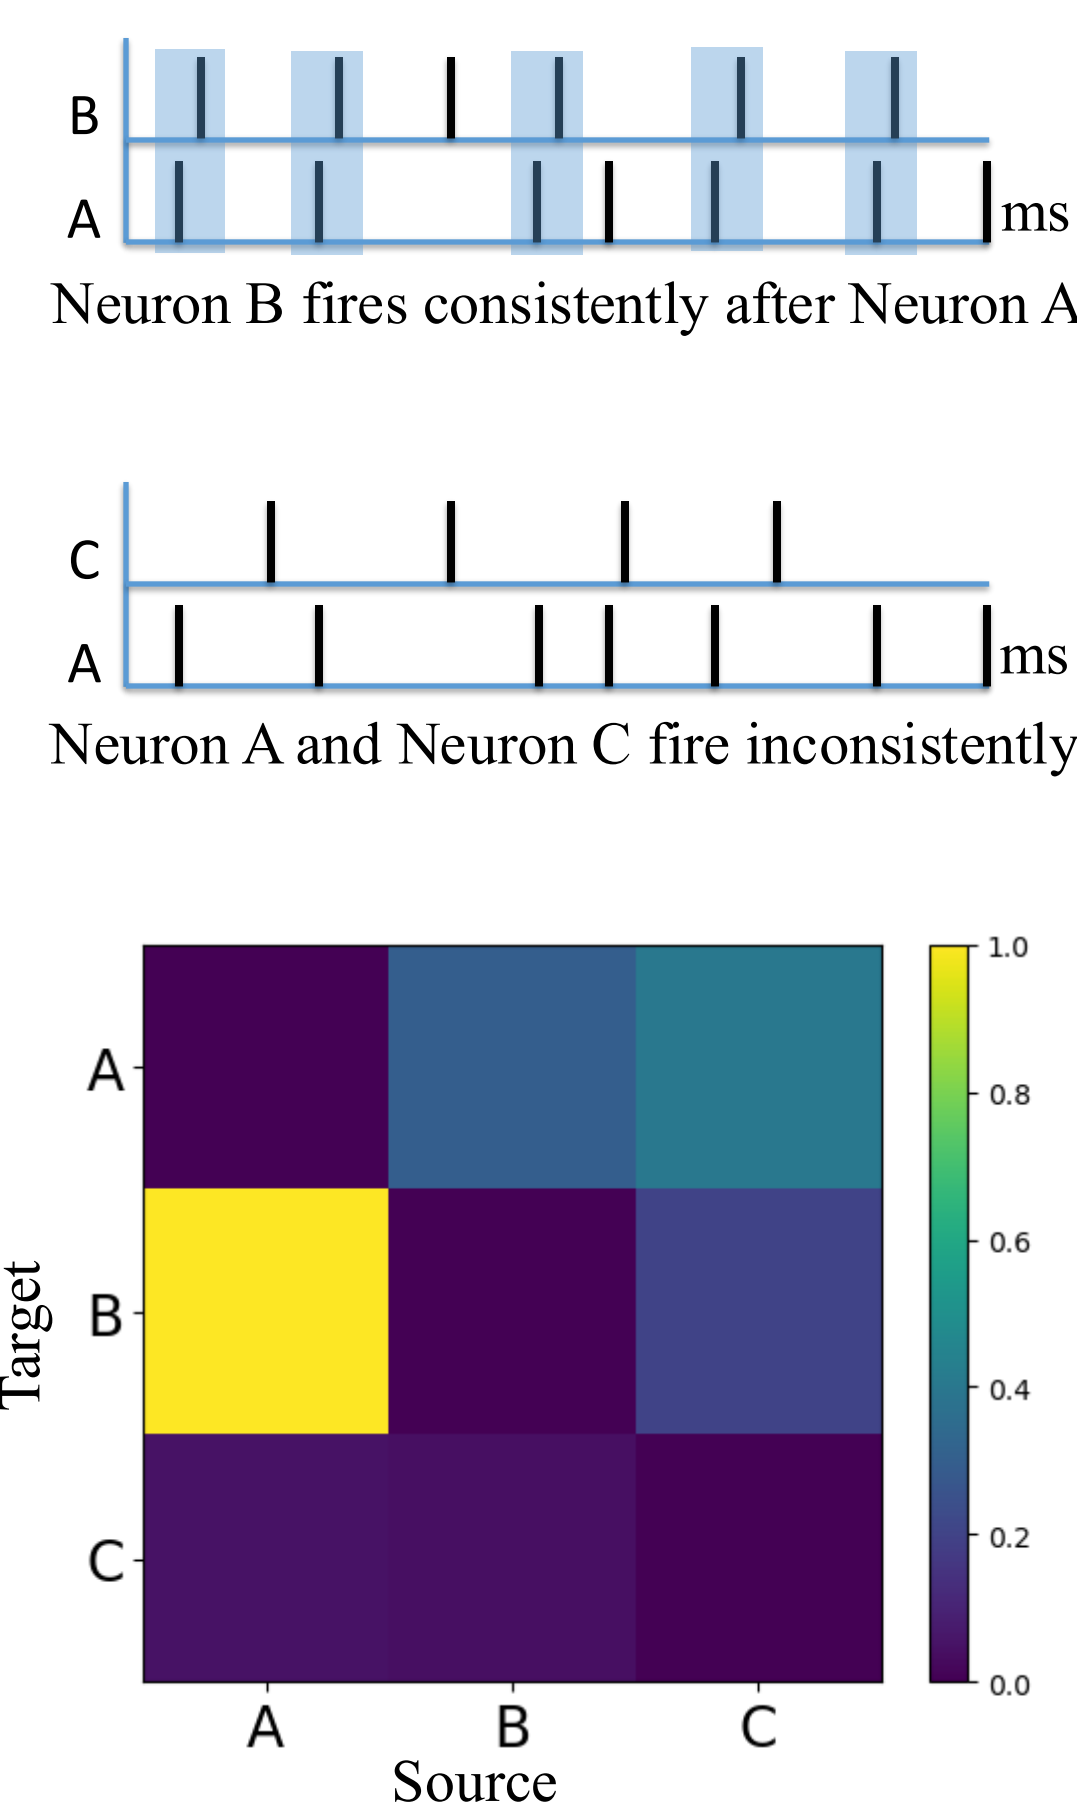 B
A
ms
Neuron B fires consistently after Neuron A
C
A
ms
Neuron A and Neuron C fire inconsistently
1.0
0.8
0.6
0.4
0.2
0.0
A
B
C
Target
A B C
Source